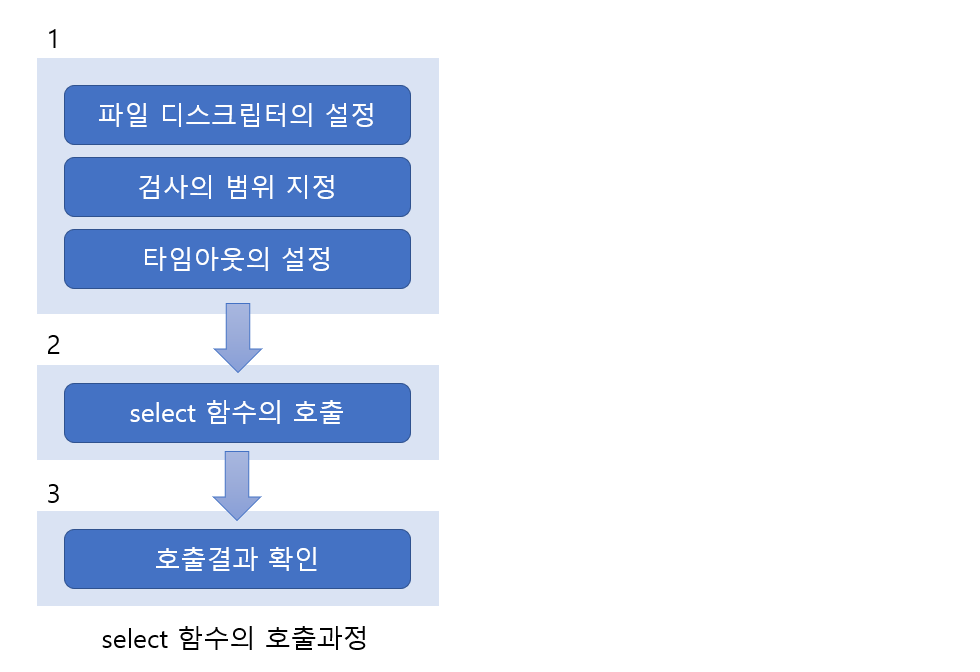 1
파일 디스크립터의 설정
검사의 범위 지정
타임아웃의 설정
2
select 함수의 호출
3
호출결과 확인
select 함수의 호출과정